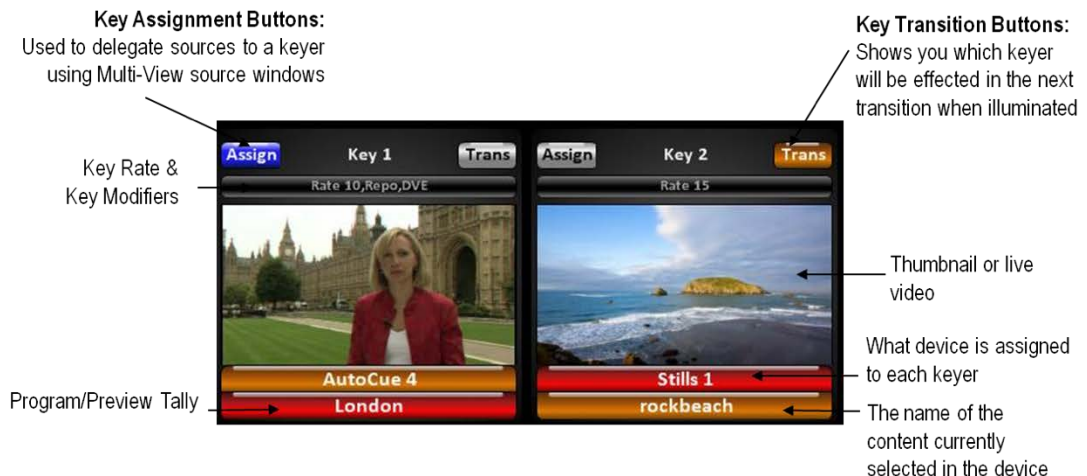 Key Assignment Buttons:
Used to delegate sources to a keyer
using Multi-View source windows
Key Transition Buttons:
Shows you which keyer
will be effected in the next
transition when illuminated
Key Rate &
Key Modifiers
Assign
Key 1
Trans
Rate 10,Repo,DVE
Assign
Key 2
Trans
Rate 15
Thumbnail or live
video
AutoCue 4
London
Stills 1
rockbeach
Program/Preview Tally
What device is assigned
to each keyer
The name of the
content currently
selected in the device